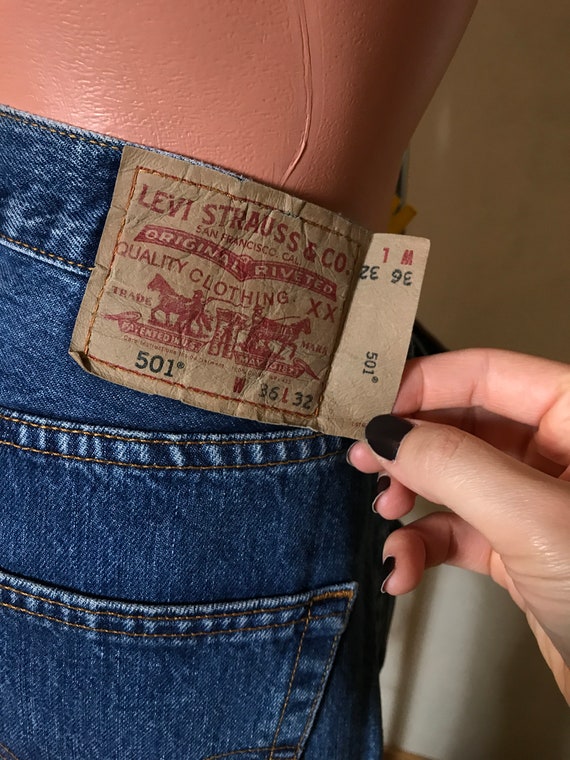 LEVI STRAUSS & CO.
SAN FRANCISCO, CAL.
ORIGINAL RIVETED
QUALITY CLOTHING
XX
TRADE MARK
501®
W 36 L 32
W L
36 32
501®